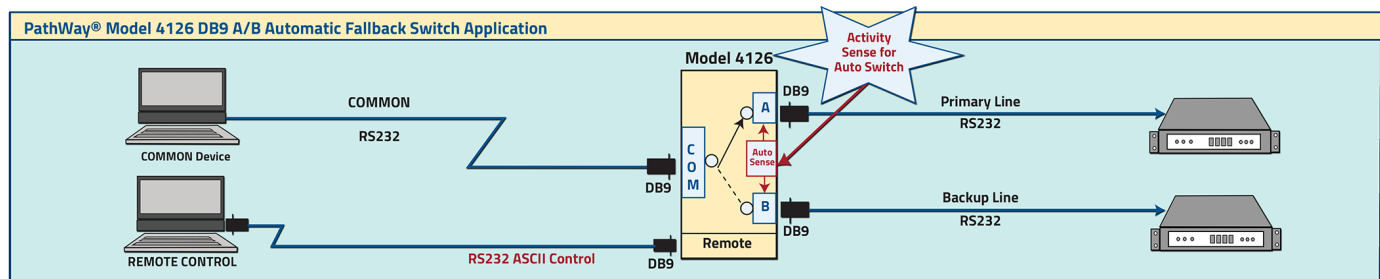 PathWay® Model 4126 DB9 A/B Automatic Fallback Switch Application
Activity
Sense for
Auto Switch
Model 4126
COMMON
RS232
COMMON Device
DB9
COM
A
Auto
Sense
B
DB9
Primary Line
RS232
Backup Line
RS232
DB9
REMOTE CONTROL
RS232 ASCII Control
DB9
Remote